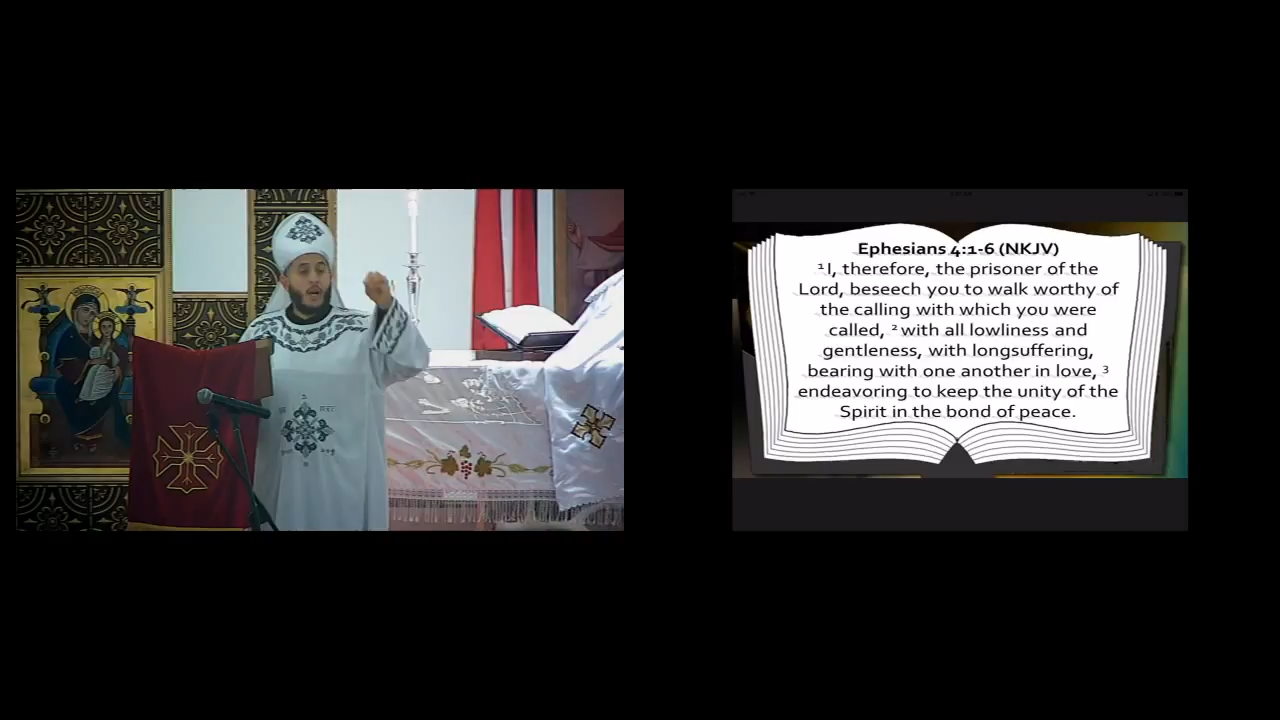 Ephesians 4:1-6 (NKJV)
¹ I, therefore, the prisoner of the
Lord, beseech you to walk worthy of
the calling with which you were
called, ² with all lowliness and
gentleness, with longsuffering,
bearing with one another in love, ³
endeavoring to keep the unity of the
Spirit in the bond of peace.